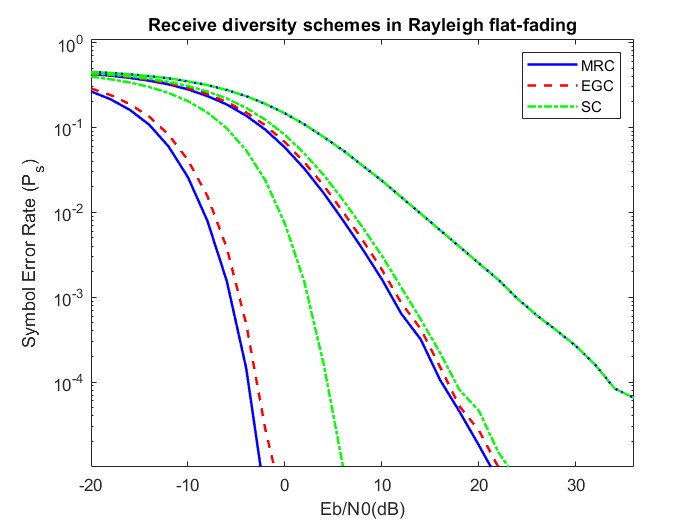 Receive diversity schemes in Rayleigh flat-fading
MRC
EGC
SC
10^0
10^-1
10^-2
10^-3
10^-4
Symbol Error Rate (P_s)
-20 -10 0 10 20 30
Eb/N0(dB)